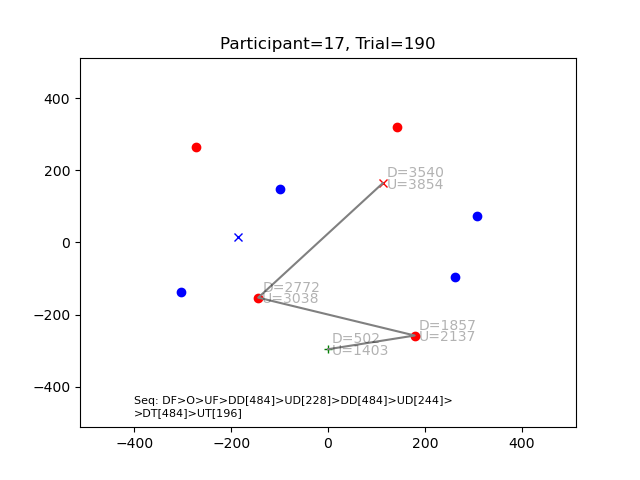 Participant=17, Trial=190
400
200
0
−200
−400
D=3540
U=3854
D=2772
U=3038
D=1857
U=2137
D=502
U=1403
Seq: DF>O>UF>DD[484]>UD[228]>DD[484]>UD[244]>
>DT[484]>UT[196]
−400 −200 0 200 400